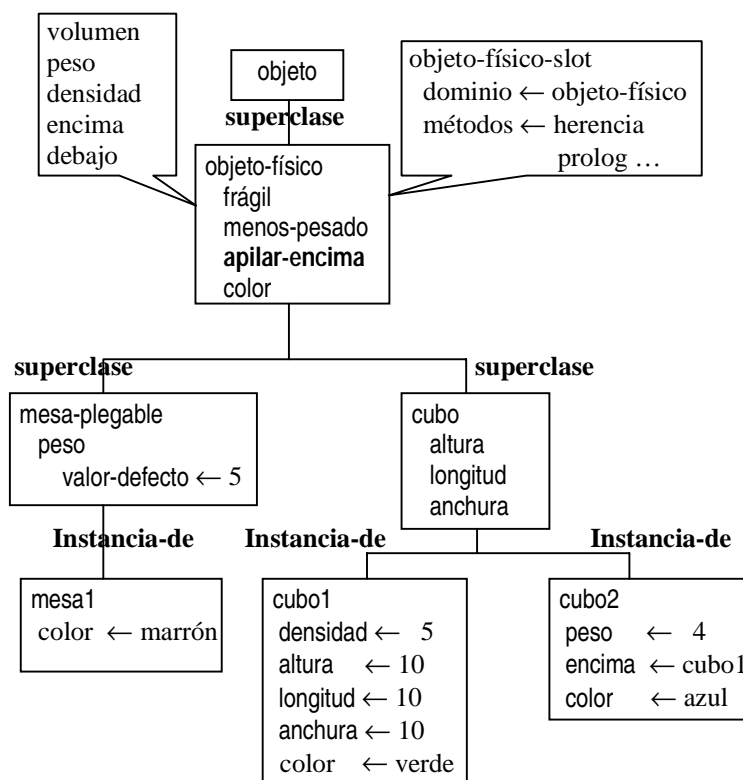 volumen
peso
densidad
encima
debajo
objeto
objeto-físico-slot
dominio ← objeto-físico
métodos ← herencia
prolog ...
superclase
objeto-físico
frágil
menos-pesado
apilar-encima
color
superclase
superclase
mesa-plegable
peso
valor-defecto ← 5
cubo
altura
longitud
anchura
Instancia-de
Instancia-de
Instancia-de
mesa1
color ← marrón
cubo1
densidad ← 5
altura ← 10
longitud ← 10
anchura ← 10
color ← verde
cubo2
peso ← 4
encima ← cubo1
color ← azul